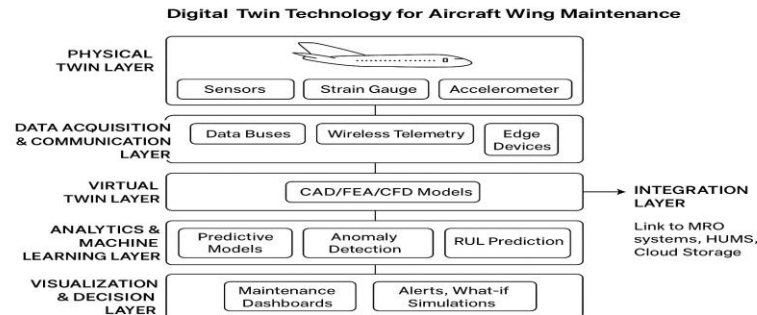 Digital Twin Technology for Aircraft Wing Maintenance
PHYSICAL
TWIN LAYER
Sensors
Strain Gauge
Accelerometer
DATA ACQUISITION
& COMMUNICATION
LAYER
Data Buses
Wireless Telemetry
Edge
Devices
VIRTUAL
TWIN LAYER
CAD/FEA/CFD Models
INTEGRATION
LAYER
Link to MRO
systems, HUMS,
Cloud Storage
ANALYTICS &
MACHINE
LEARNING LAYER
Predictive
Models
Anomaly
Detection
RUL Prediction
VISUALIZATION
& DECISION
LAYER
Maintenance
Dashboards
Alerts, What-if
Simulations